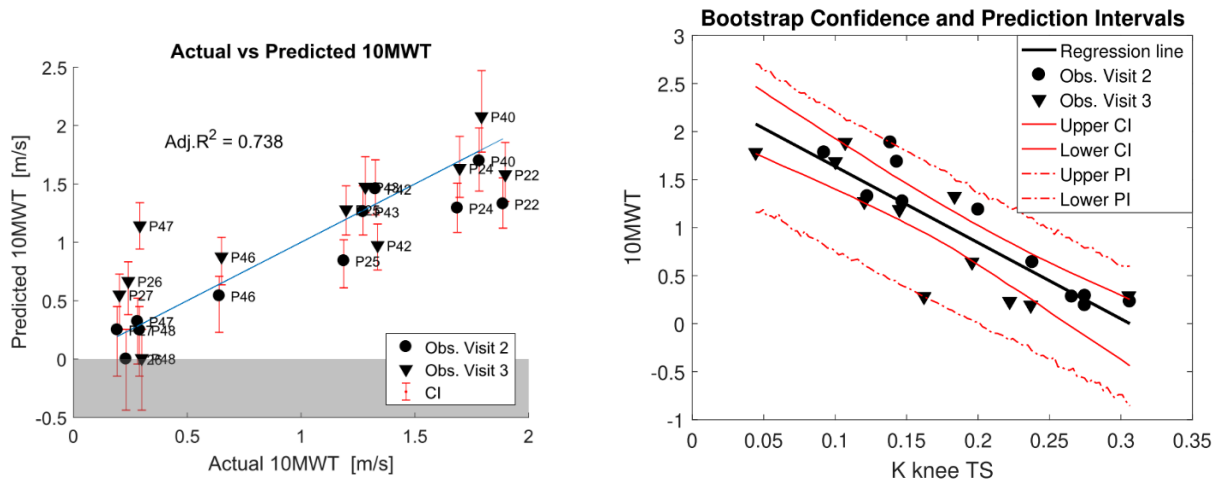 Actual vs Predicted 10MWT
Adj.R² = 0.738
Predicted 10MWT [m/s]
2.5
2
1.5
1
0.5
0
-0.5
P40
P40
P24
P22
P43
P42
P25
P43
P24
P22
P42
P25
P47
P46
P26
P27
P46
P47
P27
P48
P26
P48
Obs. Visit 2
Obs. Visit 3
CI
0
0.5
1
1.5
2
Actual 10MWT [m/s]
Bootstrap Confidence and Prediction Intervals
10MWT
3
2.5
2
1.5
1
0.5
0
-0.5
-1
Regression line
Obs. Visit 2
Obs. Visit 3
Upper CI
Lower CI
Upper PI
Lower PI
0
0.05
0.1
0.15
0.2
0.25
0.3
0.35
K knee TS